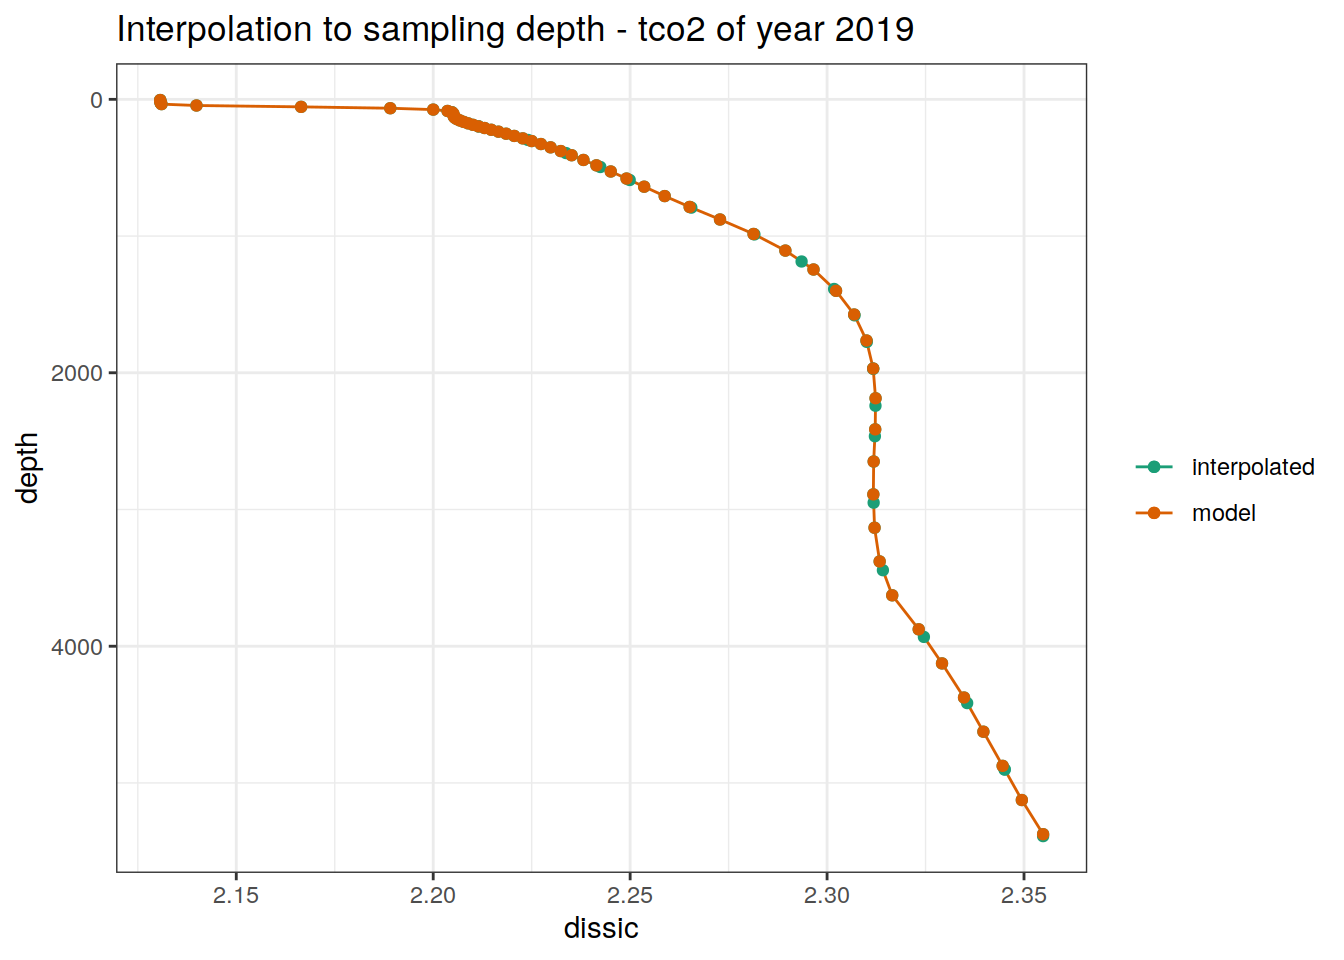 Interpolation to sampling depth - tco2 of year 2019
0
2000
4000
depth
2.15
2.20
2.25
2.30
2.35
dissic
interpolated
model